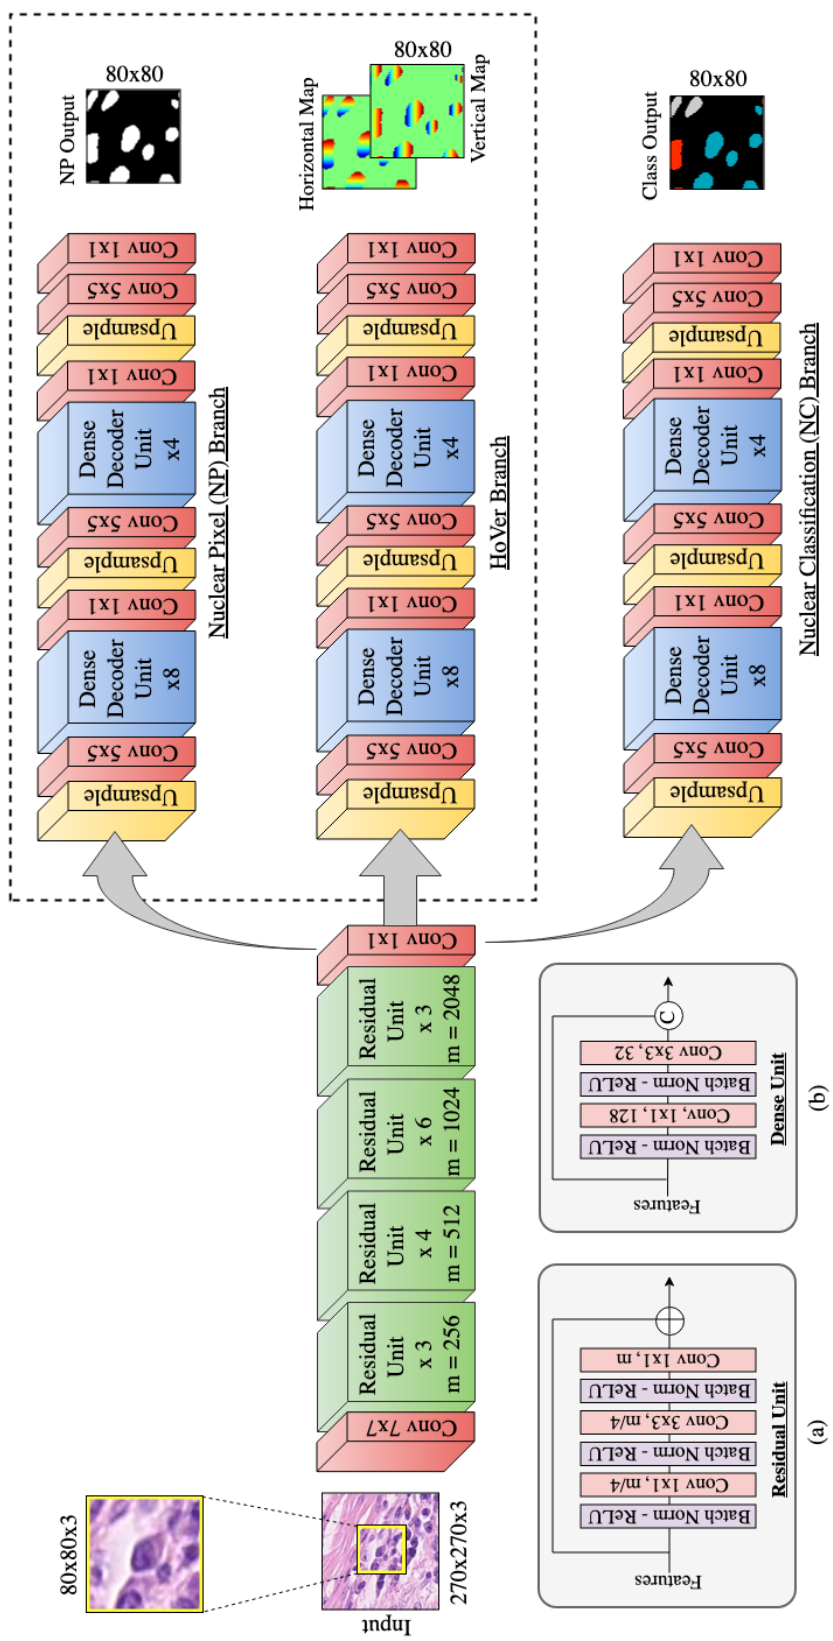 80x80x3
Input
270x270x3
Conv 7x7
Residual
Unit
x 3
m = 256
Residual
Unit
x 4
m = 512
Residual
Unit
x 6
m = 1024
Residual
Unit
x 3
m = 2048
Conv 1x1
Upsample
Conv 5x5
Dense
Decoder
Unit
x8
Conv 1x1
Upsample
Conv 5x5
Dense
Decoder
Unit
x4
Conv 1x1
Upsample
Conv 5x5
Conv 1x1
Nuclear Pixel (NP) Branch
NP Output
80x80
Upsample
Conv 5x5
Dense
Decoder
Unit
x8
Conv 1x1
Upsample
Conv 5x5
Dense
Decoder
Unit
x4
Conv 1x1
Upsample
Conv 5x5
Conv 1x1
HoVer Branch
Horizontal Map
80x80
Vertical Map
Upsample
Conv 5x5
Dense
Decoder
Unit
x8
Conv 1x1
Upsample
Conv 5x5
Dense
Decoder
Unit
x4
Conv 1x1
Upsample
Conv 5x5
Conv 1x1
Nuclear Classification (NC) Branch
Class Output
80x80
Features
Batch Norm - ReLU
Conv 1x1, m/4
Batch Norm - ReLU
Conv 3x3, m/4
Batch Norm - ReLU
Conv 1x1, m
Residual Unit
(a)
Features
Batch Norm - ReLU
Conv, 1x1, 128
Batch Norm - ReLU
Conv 3x3, 32
C
Dense Unit
(b)